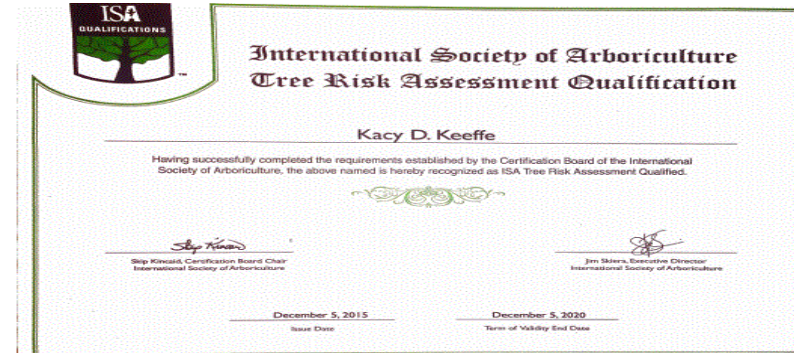 ISA
QUALIFICATIONS
TM
International Society of Arboriculture
Tree Risk Assessment Qualification
Kacy D. Keeffe
Having successfully completed the requirements established by the Certification Board of the International
Society of Arboriculture, the above named is hereby recognized as ISA Tree Risk Assessment Qualified.
Skip Kincaid
Skip Kincaid, Certification Board Chair
International Society of Arboriculture
Jim Skiera, Executive Director
International Society of Arboriculture
December 5, 2015
Issue Date
December 5, 2020
Term of Validity End Date